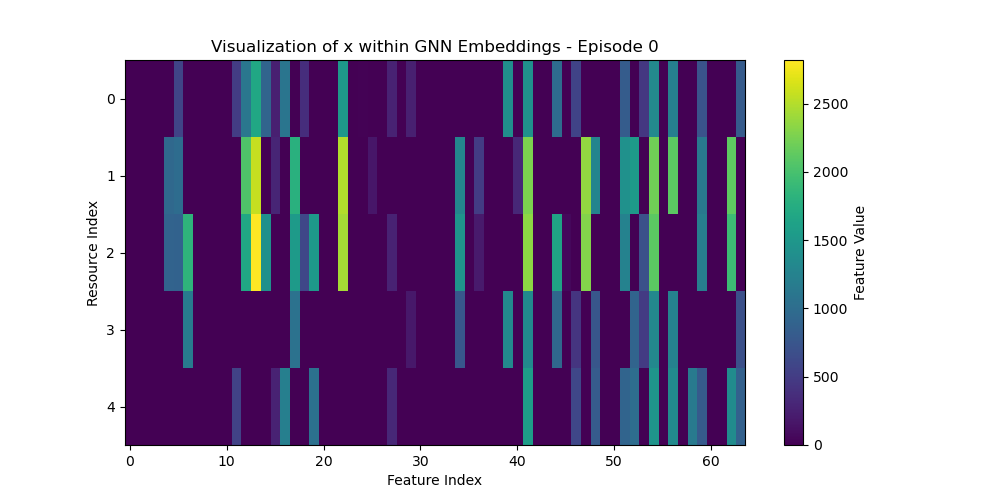 Visualization of x within GNN Embeddings - Episode 0
Resource Index
0
1
2
3
4
0 10 20 30 40 50 60
Feature Index
2500
2000
1500
1000
500
0
Feature Value